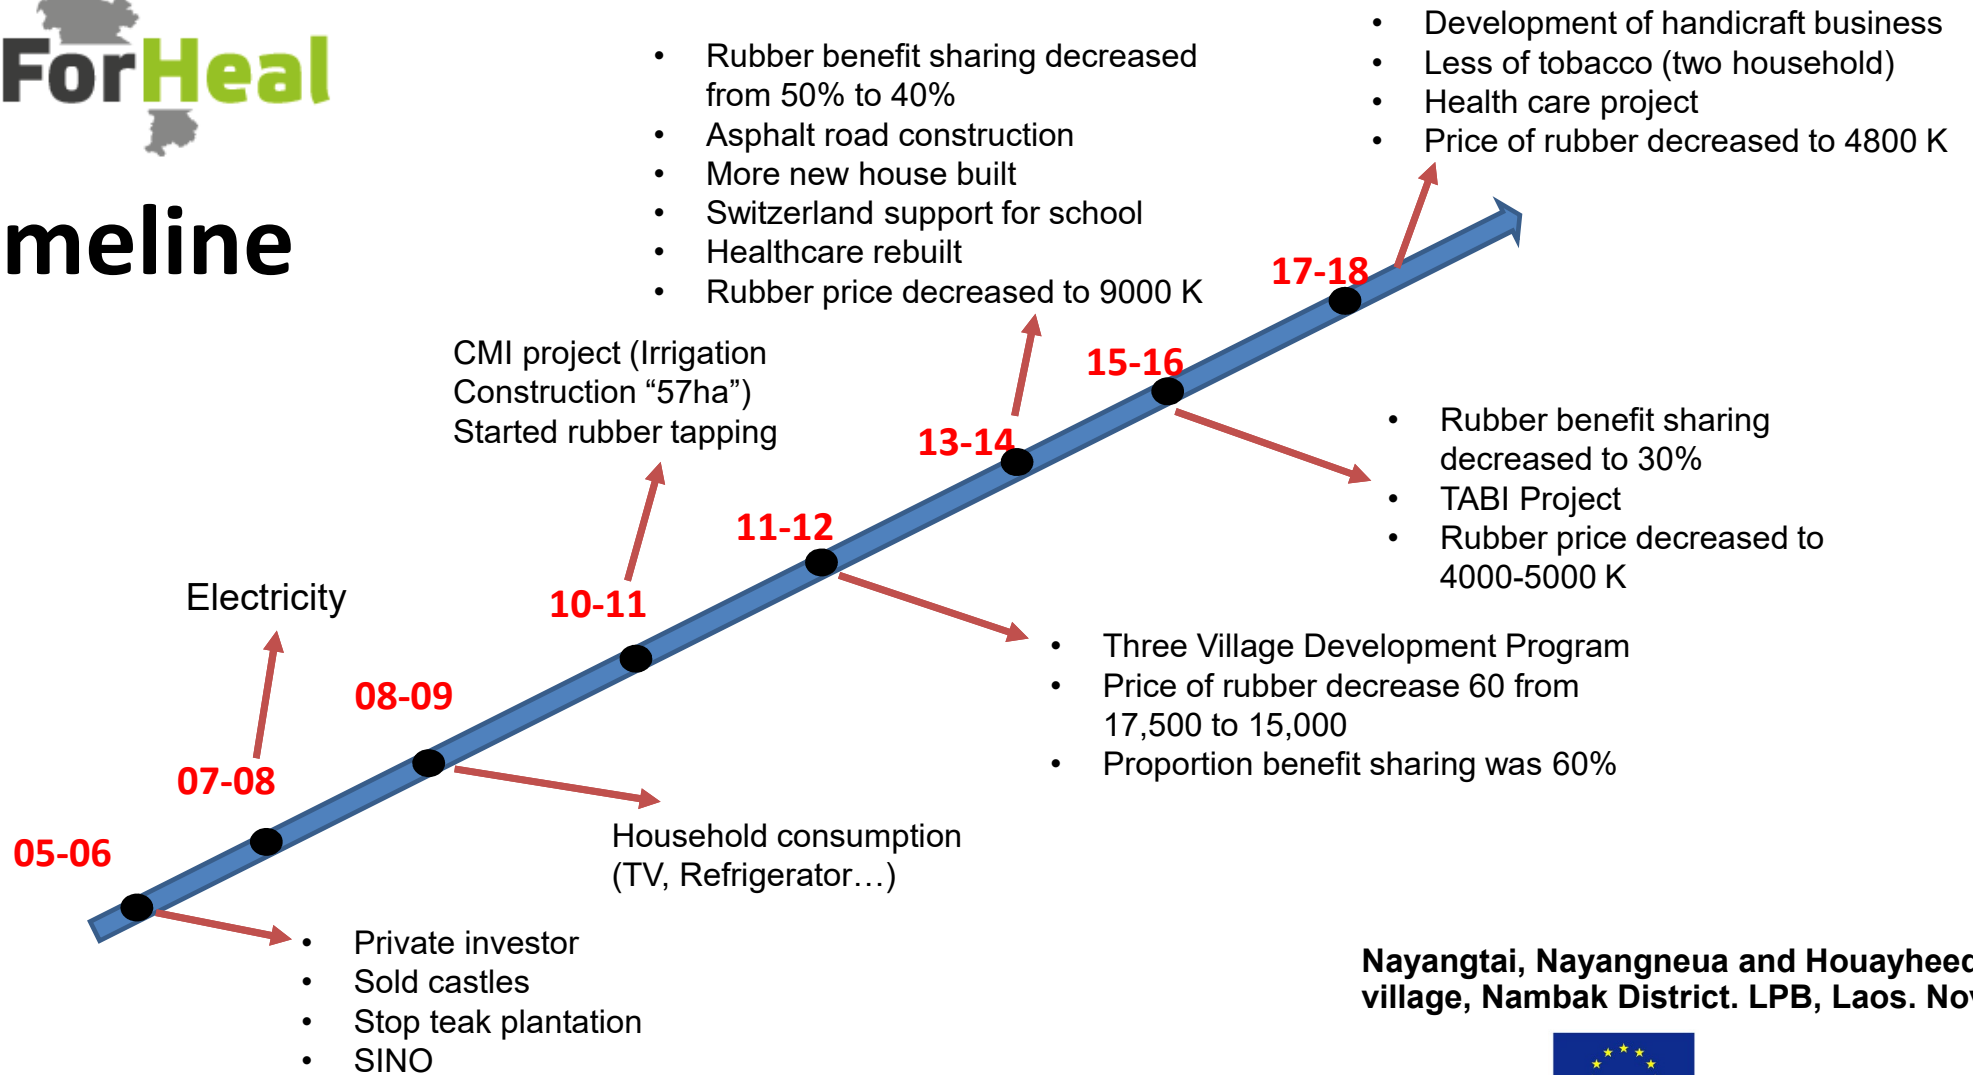 ForHeal
meline
• Rubber benefit sharing decreased
from 50% to 40%
• Asphalt road construction
• More new house built
• Switzerland support for school
• Healthcare rebuilt
• Rubber price decreased to 9000 K
• Development of handicraft business
• Less of tobacco (two household)
• Health care project
• Price of rubber decreased to 4800 K
17-18
CMI project (Irrigation
Construction “57ha”)
Started rubber tapping
15-16
13-14
• Rubber benefit sharing
decreased to 30%
• TABI Project
• Rubber price decreased to
4000-5000 K
11-12
Electricity
10-11
• Three Village Development Program
• Price of rubber decrease 60 from
17,500 to 15,000
• Proportion benefit sharing was 60%
08-09
07-08
Household consumption
(TV, Refrigerator…)
05-06
• Private investor
• Sold castles
• Stop teak plantation
• SINO
Nayangtai, Nayangneua and Houayheed
village, Nambak District. LPB, Laos. Nov